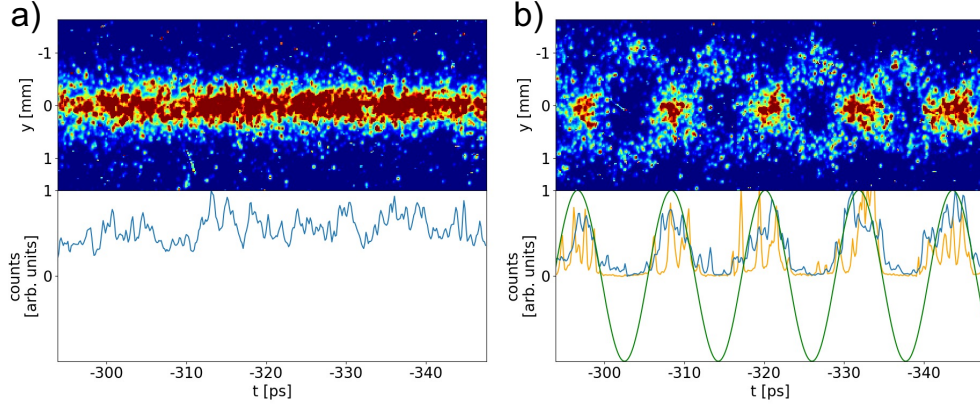 a)
y [mm]
-1
0
1
counts
[arb. units]
1
0
-300
-310
-320
-330
-340
t [ps]
b)
y [mm]
-1
0
1
counts
[arb. units]
1
0
-300
-310
-320
-330
-340
t [ps]